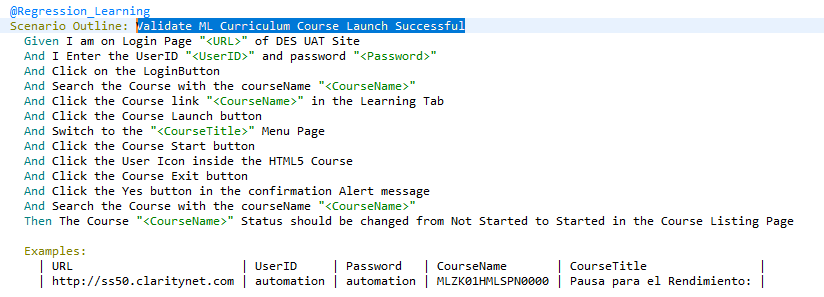 @Regression_Learning
Scenario Outline: Validate ML Curriculum Course Launch Successful
Given I am on Login Page "<URL>" of DES UAT Site
And I Enter the UserID "<UserID>" and password "<Password>"
And Click on the LoginButton
And Search the Course with the courseName "<CourseName>"
And Click the Course link "<CourseName>" in the Learning Tab
And Click the Course Launch button
And Switch to the "<CourseTitle>" Menu Page
And Click the Course Start button
And Click the User Icon inside the HTML5 Course
And Click the Course Exit button
And Click the Yes button in the confirmation Alert message
And Search the Course with the courseName "<CourseName>"
Then The Course "<CourseName>" Status should be changed from Not Started to Started in the Course Listing Page
Examples:
| URL | UserID | Password | CourseName | CourseTitle |
| http://ss50.claritynet.com | automation | automation | MLZK01HMLSPN0000 | Pausa para el Rendimiento: |